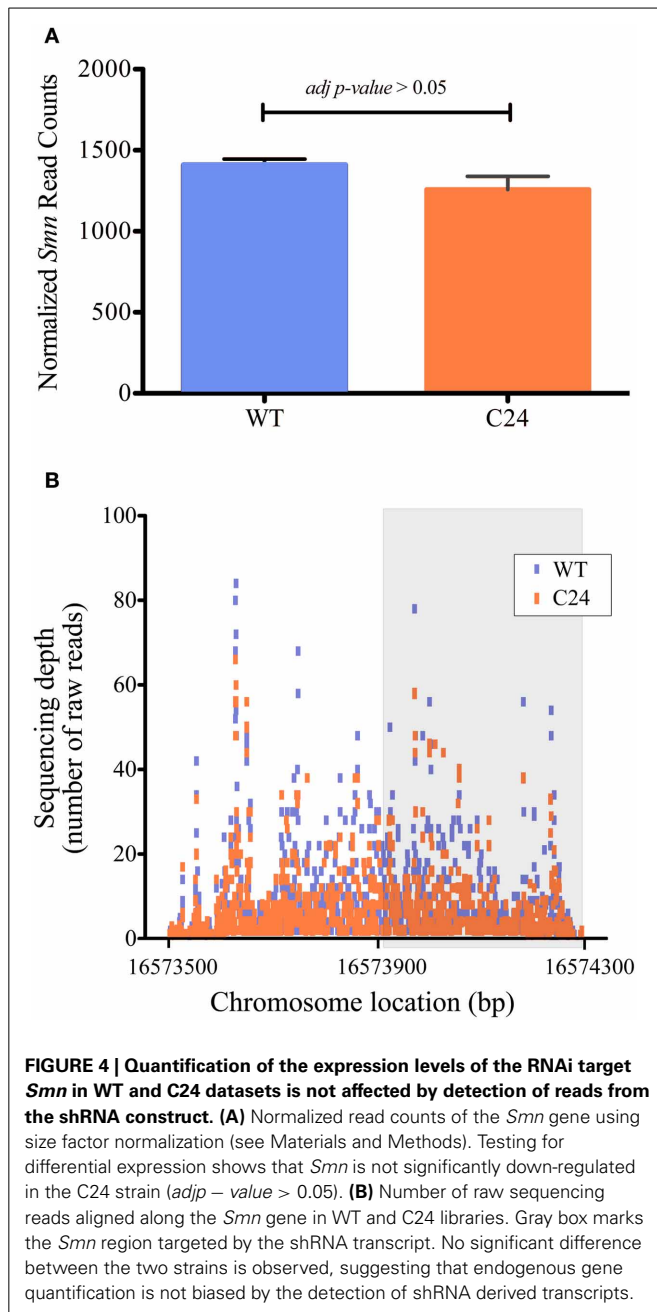 A
adj p-value > 0.05
2000
1500
1000
500
0
Normalized Smn Read Counts
WT
C24
B
100
80
60
40
20
0
Sequencing depth
(number of raw reads)
WT
C24
16573500
16573900
16574300
Chromosome location (bp)
FIGURE 4 | Quantification of the expression levels of the RNAi target
Smn in WT and C24 datasets is not affected by detection of reads from
the shRNA construct. (A) Normalized read counts of the Smn gene using
size factor normalization (see Materials and Methods). Testing for
differential expression shows that Smn is not significantly down-regulated
in the C24 strain (adjp − value > 0.05). (B) Number of raw sequencing
reads aligned along the Smn gene in WT and C24 libraries. Gray box marks
the Smn region targeted by the shRNA transcript. No significant difference
between the two strains is observed, suggesting that endogenous gene
quantification is not biased by the detection of shRNA derived transcripts.